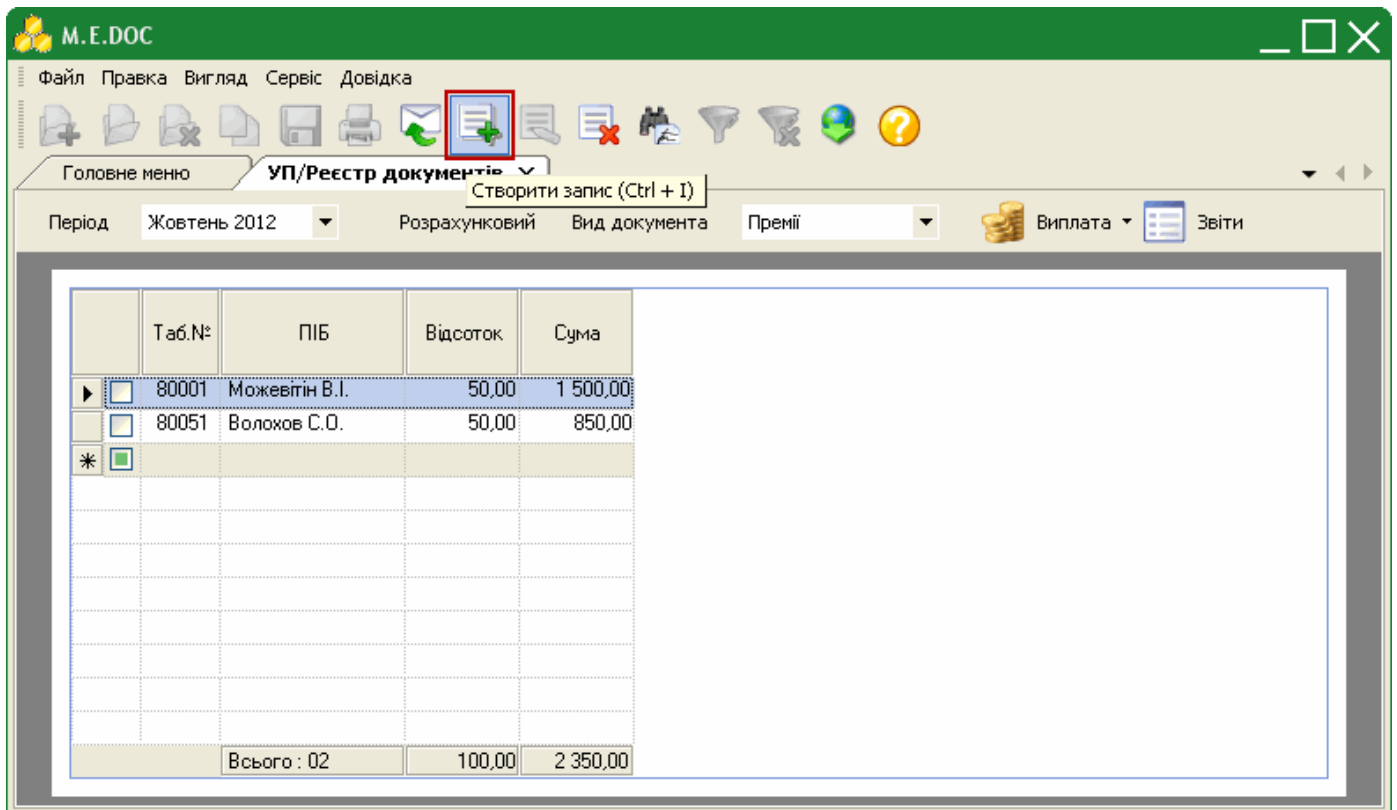 M.E.DOC
Файл Правка Вигляд Сервіс Довідка
Головне меню УП/Реєстр документів
Створити запис (Ctrl + I)
Період Жовтень 2012 Розрахунковий Вид документа Премії Виплата Звіти
Таб.№ ПІБ Відсоток Сума
80001 Можевітін В.І. 50,00 1 500,00
80051 Волохов С.О. 50,00 850,00
Всього : 02 100,00 2 350,00